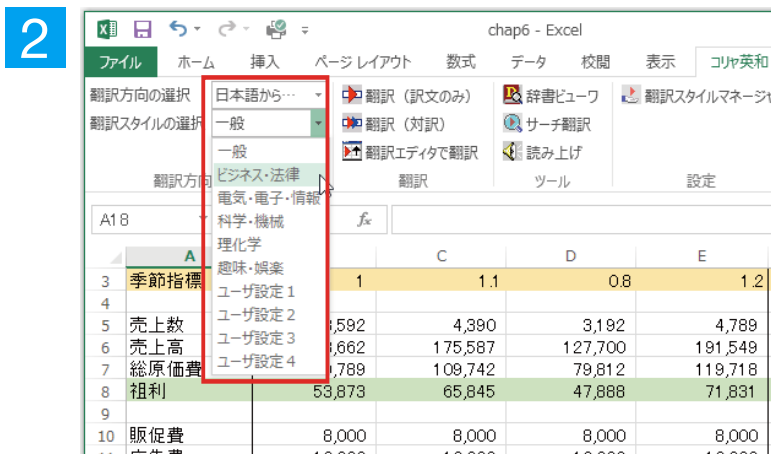 2
chap6 - Excel
ファイル ホーム 挿入 ページ レイアウト 数式 データ 校閲 表示 コリャ英和
翻訳方向の選択 日本語から… 翻訳（訳文のみ） 辞書ビューワ 翻訳スタイルマネージャ
翻訳スタイルの選択 一般 翻訳（対訳） サーチ翻訳
翻訳エディタで翻訳 読み上げ
翻訳方向 翻訳 ツール 設定
一般
ビジネス・法律
電気・電子・情報
科学・機械
理化学
趣味・娯楽
ユーザ設定1
ユーザ設定2
ユーザ設定3
ユーザ設定4
A18 fx
A C D E
3 季節指標 1 1.1 0.8 1.2
4
5 売上数 3,592 4,390 3,192 4,789
6 売上高 ,662 175,587 127,700 191,549
7 総原価費 ,789 109,742 79,812 119,718
8 祖利 53,873 65,845 47,888 71,831
9
10 販促費 8,000 8,000 8,000 8,000